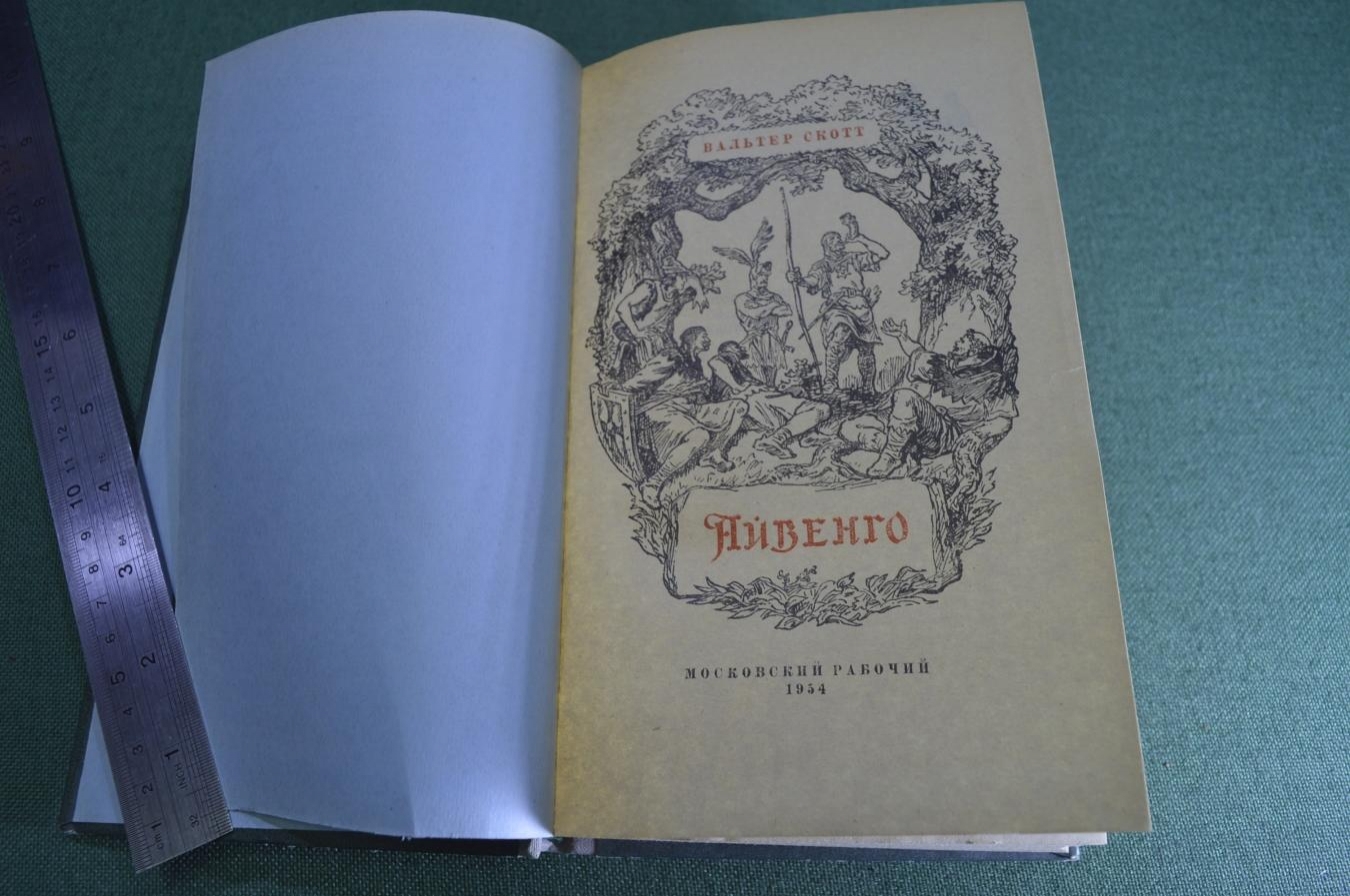 ВАЛЬТЕР СКОТТ
АЙВЕНГО
МОСКОВСКИЙ РАБОЧИЙ
1954